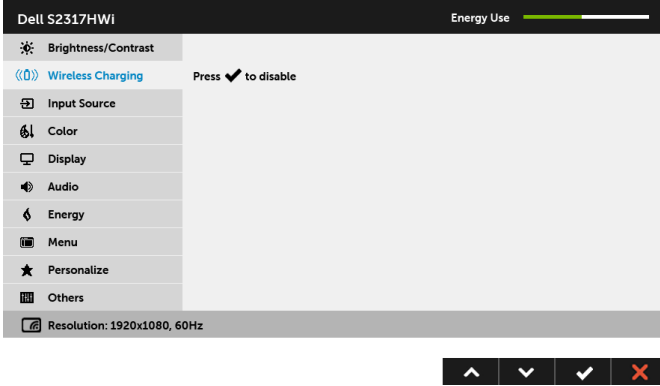 Dell S2317HWi
Energy Use
Brightness/Contrast
Wireless Charging
Press ✔ to disable
Input Source
Color
Display
Audio
Energy
Menu
Personalize
Others
Resolution: 1920x1080, 60Hz